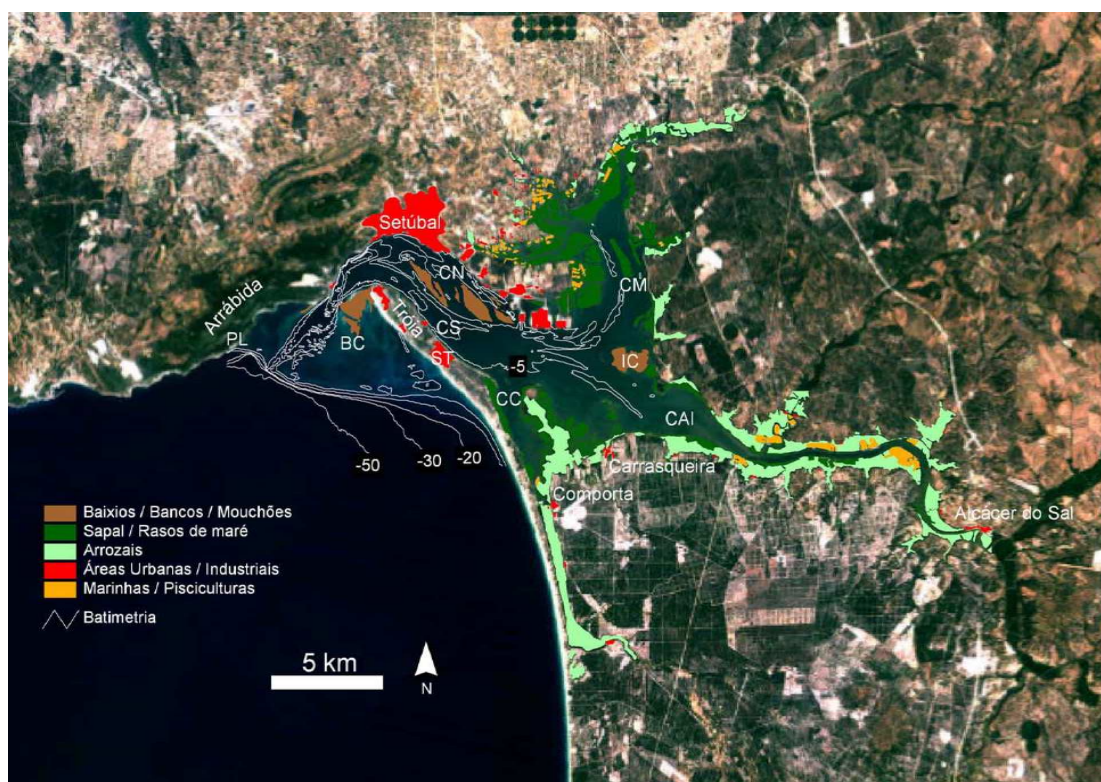 Setúbal
CN
Arrábida
PL
BC
Tróia
CS
ST
CM
-5
IC
CC
CAl
Carrasqueira
Comporta
Alcácer do Sal
-50
-30
-20
Baixios / Bancos / Mouchões
Sapal / Rasos de maré
Arrozais
Áreas Urbanas / Industriais
Marinhas / Pisciculturas
Batimetria
5 km
N